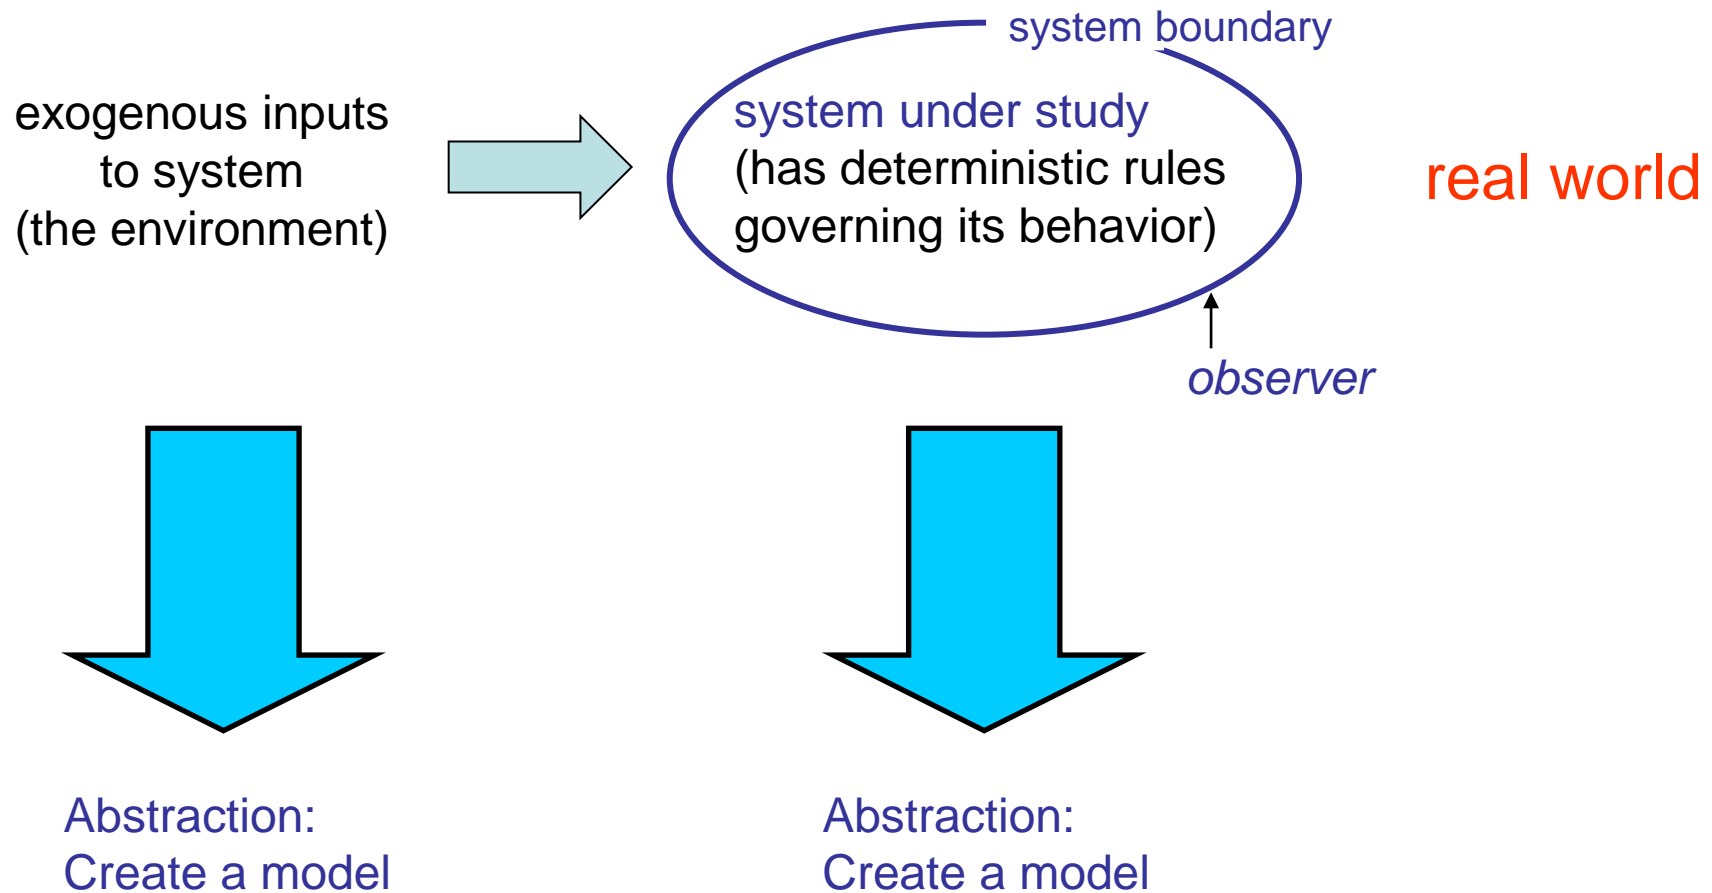 system boundary
exogenous inputs
to system
(the environment)
system under study
(has deterministic rules
governing its behavior)
real world
observer
Abstraction:
Create a model
Abstraction:
Create a model